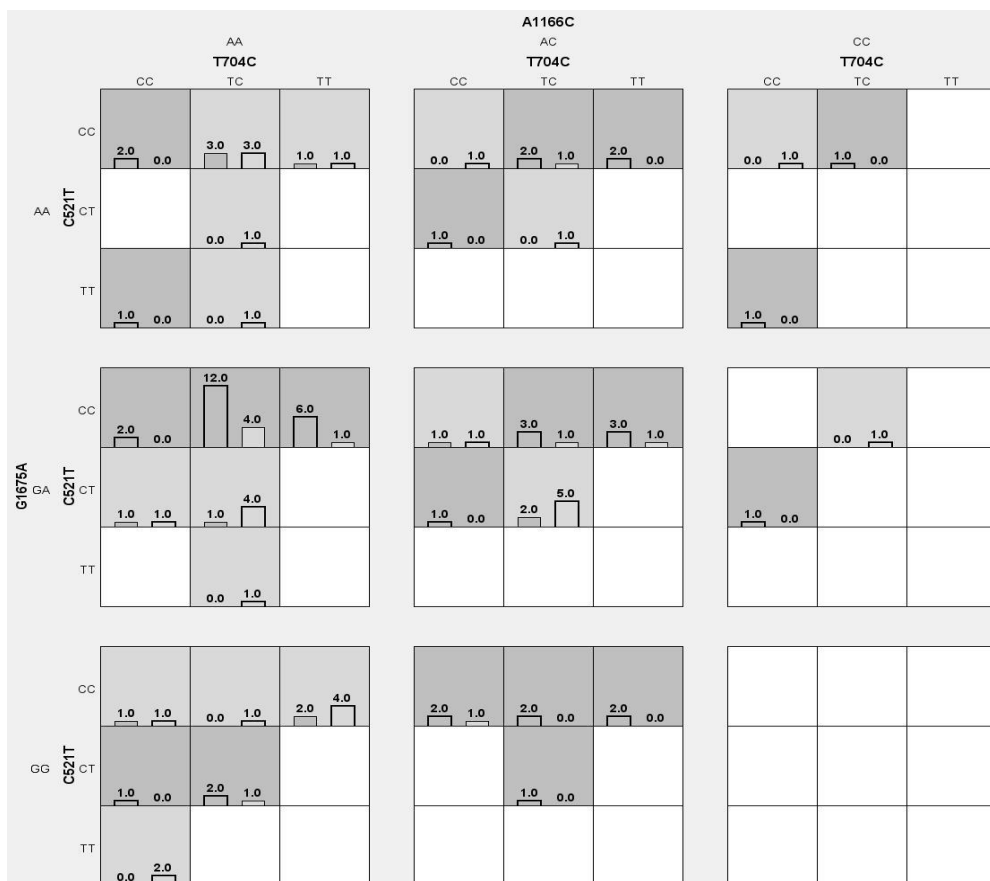 A1166C
AA AC CC
T704C T704C T704C
CC TC TT CC TC TT CC TC TT
CC
2.0 0.0 3.0 3.0 1.0 1.0 0.0 1.0 2.0 1.0 2.0 0.0 0.0 1.0 1.0 0.0
AA C521T CT
0.0 1.0 1.0 0.0 0.0 1.0
TT
1.0 0.0 0.0 1.0 1.0 0.0
CC
2.0 0.0 12.0 4.0 6.0 1.0 1.0 1.0 3.0 1.0 3.0 1.0 0.0 1.0
G1675A GA C521T CT
1.0 1.0 1.0 4.0 1.0 0.0 2.0 5.0 1.0 0.0
TT
0.0 1.0
CC
1.0 1.0 0.0 1.0 2.0 4.0 2.0 1.0 2.0 0.0 2.0 0.0
GG C521T CT
1.0 0.0 2.0 1.0 1.0 0.0
TT
0.0 2.0